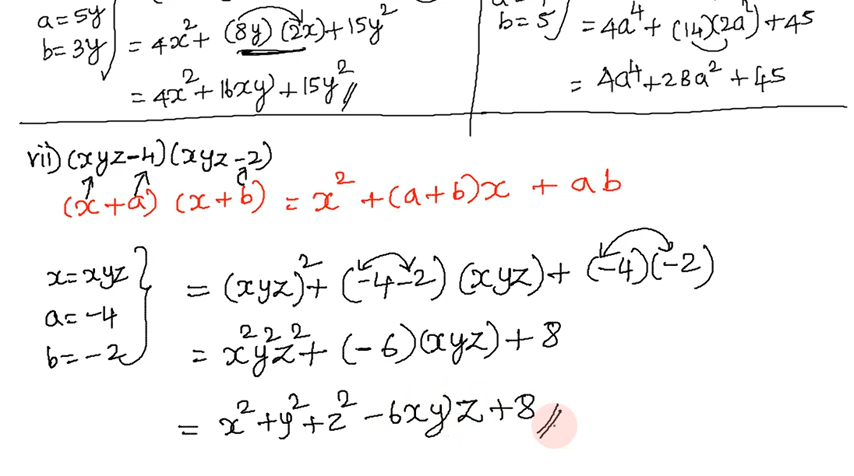 a = 5y
b = 3y
= 4x² + (8y)(2x) + 15y²
= 4x² + 16xy + 15y²
b = 5
= 4a⁴ + (14)(2a²) + 45
= 4a⁴ + 28a² + 45
vii) (xyz - 4)(xyz - 2)
(x + a) (x + b) = x² + (a + b)x + ab
x = xyz
a = -4
b = -2
= (xyz)² + (-4 - 2) (xyz) + (-4)(-2)
= x²y²z² + (-6)(xyz) + 8
= x² + y² + z² - 6xyz + 8